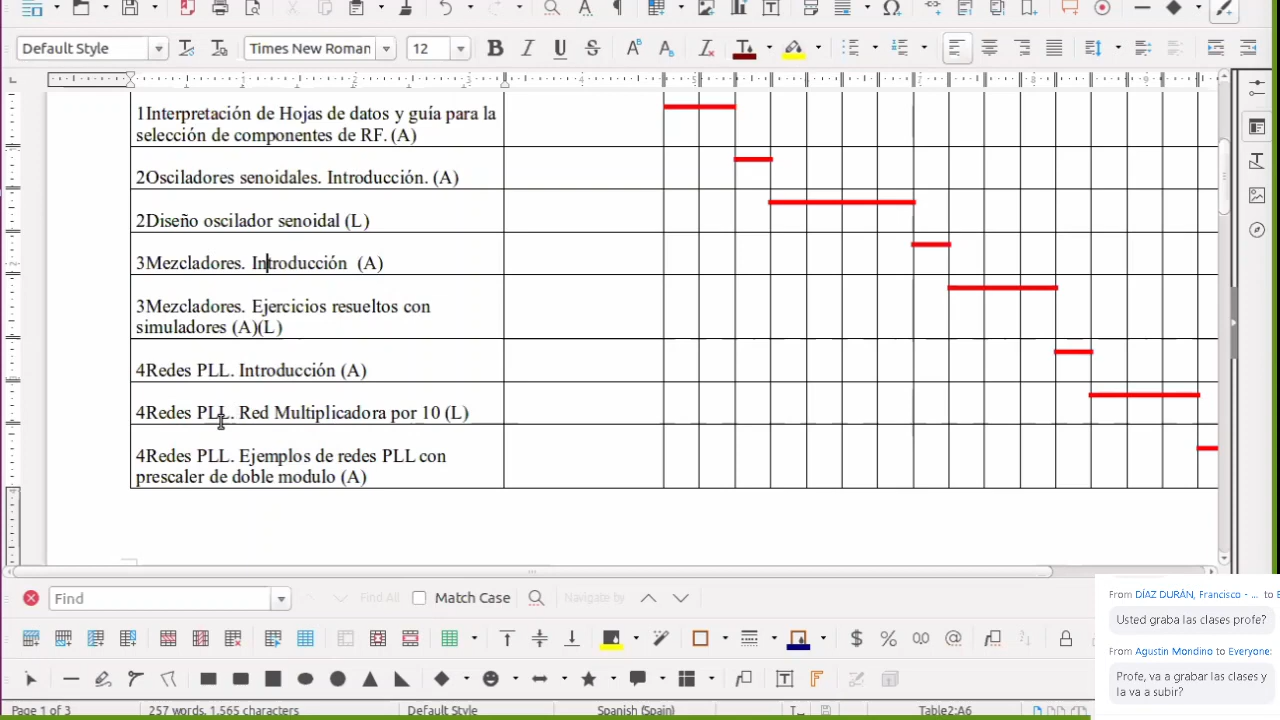 Default Style
Times New Roman
12
1Interpretación de Hojas de datos y guía para la
selección de componentes de RF. (A)
2Osciladores senoidales. Introducción. (A)
2Diseño oscilador senoidal (L)
3Mezcladores. Introducción (A)
3Mezcladores. Ejercicios resueltos con
simuladores (A)(L)
4Redes PLL. Introducción (A)
4Redes PLL. Red Multiplicadora por 10 (L)
4Redes PLL. Ejemplos de redes PLL con
prescaler de doble modulo (A)
Find
Find All
Match Case
Navigate by
From DÍAZ DURÁN, Francisco - ... to E
Usted graba las clases profe?
From Agustin Mondino to Everyone:
Profe, va a grabar las clases y
la va a subir?
Page 1 of 3
257 words, 1,565 characters
Default Style
Spanish (Spain)
Table2:A6